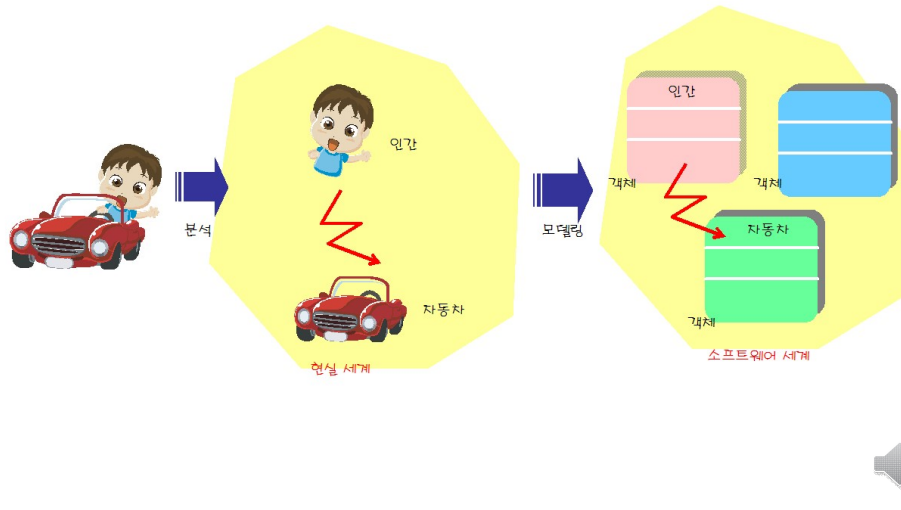 분석
인간
자동차
현실 세계
모델링
인간
객체
객체
자동차
객체
소프트웨어 세계